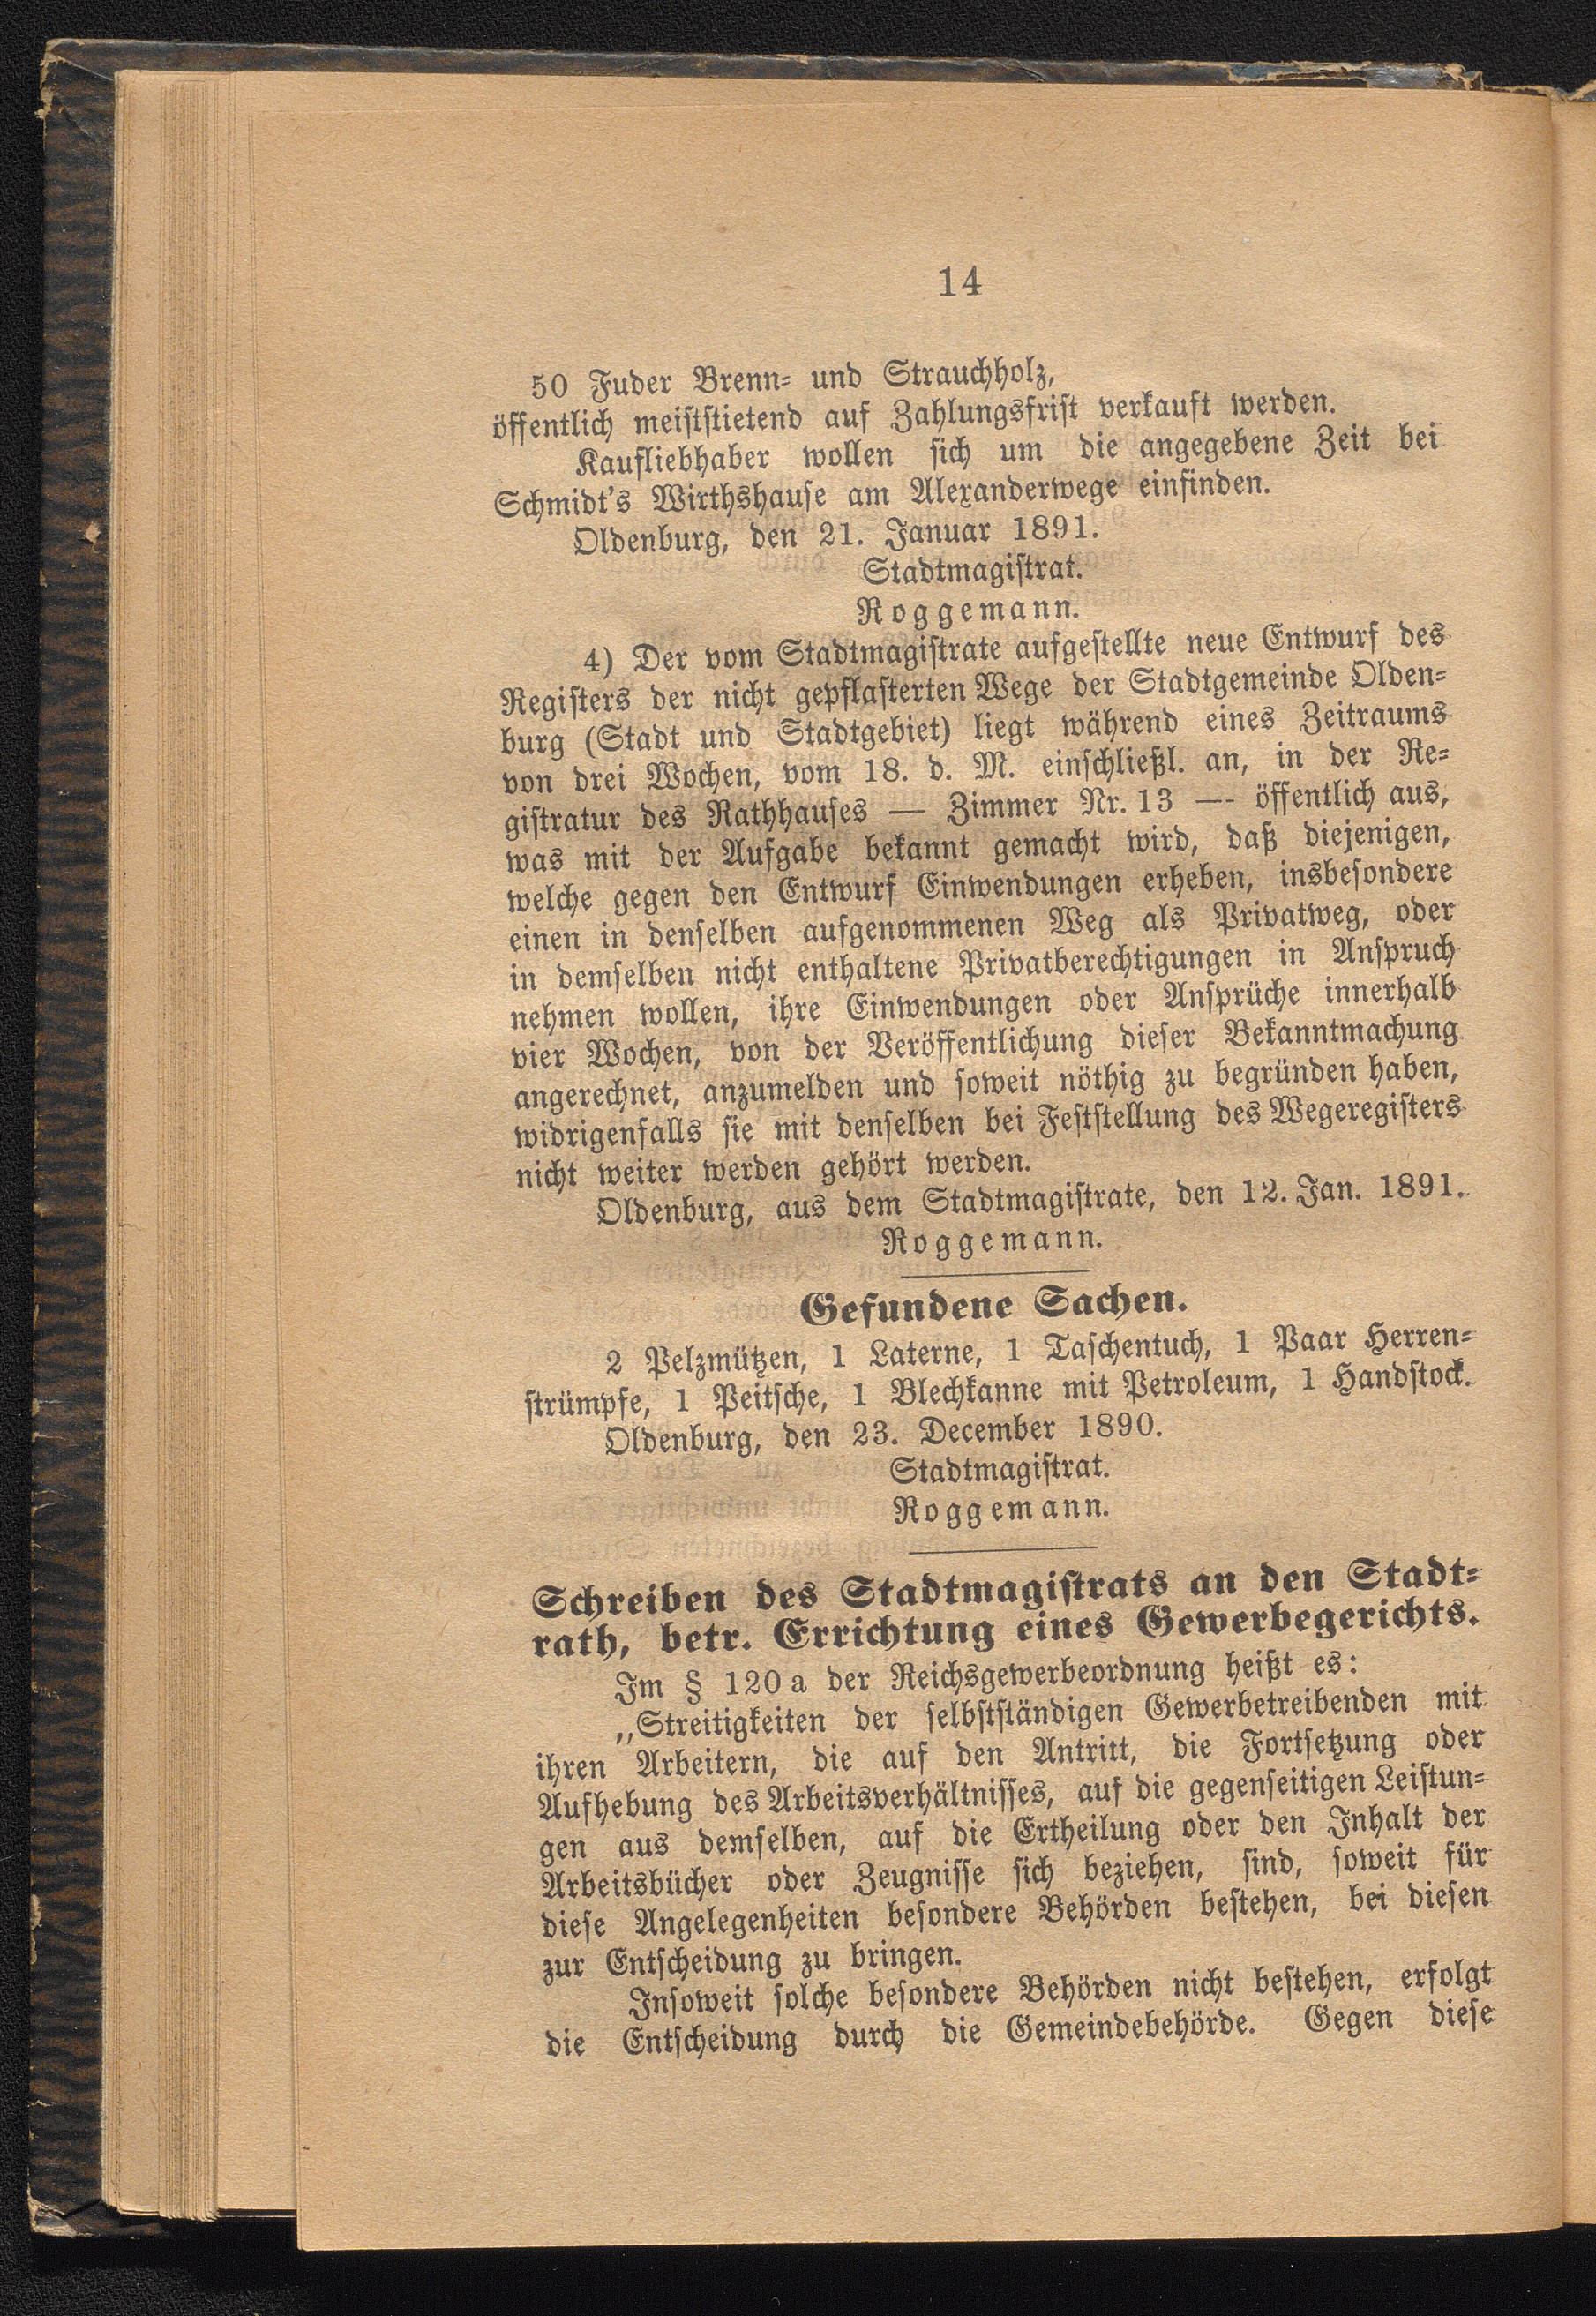 14
50 Fuder Brenn- und Strauchholz,
öffentlich meiststietend auf Zahlungsfrist verkauft werden.
Kaufliebhaber wollen sich um die angegebene Zeit bei
Schmidt's Wirthshause am Alexanderwege einfinden.
Oldenburg, den 21. Januar 1891.
Stadtmagistrat.
Roggemann.
4) Der vom Stadtmagistrate aufgestellte neue Entwurf des
Registers der nicht gepflasterten Wege der Stadtgemeinde Olden-
burg (Stadt und Stadtgebiet) liegt während eines Zeitraums
von drei Wochen, vom 18. d. M. einschließl. an, in der Re-
gistratur des Rathhauses — Zimmer Nr. 13 — öffentlich aus,
was mit der Aufgabe bekannt gemacht wird, daß diejenigen,
welche gegen den Entwurf Einwendungen erheben, insbesondere
einen in denselben aufgenommenen Weg als Privatweg, oder
in demselben nicht enthaltene Privatberechtigungen in Anspruch
nehmen wollen, ihre Einwendungen oder Ansprüche innerhalb
vier Wochen, von der Veröffentlichung dieser Bekanntmachung
angerechnet, anzumelden und soweit nöthig zu begründen haben,
widrigenfalls sie mit denselben bei Feststellung des Wegeregisters
nicht weiter werden gehört werden.
Oldenburg, aus dem Stadtmagistrate, den 12. Jan. 1891.
Roggemann.
Gefundene Sachen.
2 Pelzmützen, 1 Laterne, 1 Taschentuch, 1 Paar Herren-
strümpfe, 1 Peitsche, 1 Blechkanne mit Petroleum, 1 Handstock.
Oldenburg, den 23. December 1890.
Stadtmagistrat.
Roggemann.
Schreiben des Stadtmagistrats an den Stadt-
rath, betr. Errichtung eines Gewerbegerichts.
Im § 120a der Reichsgewerbeordnung heißt es:
„Streitigkeiten der selbstständigen Gewerbetreibenden mit
ihren Arbeitern, die auf den Antritt, die Fortsetzung oder
Aufhebung des Arbeitsverhältnisses, auf die gegenseitigen Leistun-
gen aus demselben, auf die Ertheilung oder den Inhalt der
Arbeitsbücher oder Zeugnisse sich beziehen, sind, soweit für
diese Angelegenheiten besondere Behörden bestehen, bei diesen
zur Entscheidung zu bringen.
Insoweit solche besondere Behörden nicht bestehen, erfolgt
die Entscheidung durch die Gemeindebehörde. Gegen diese